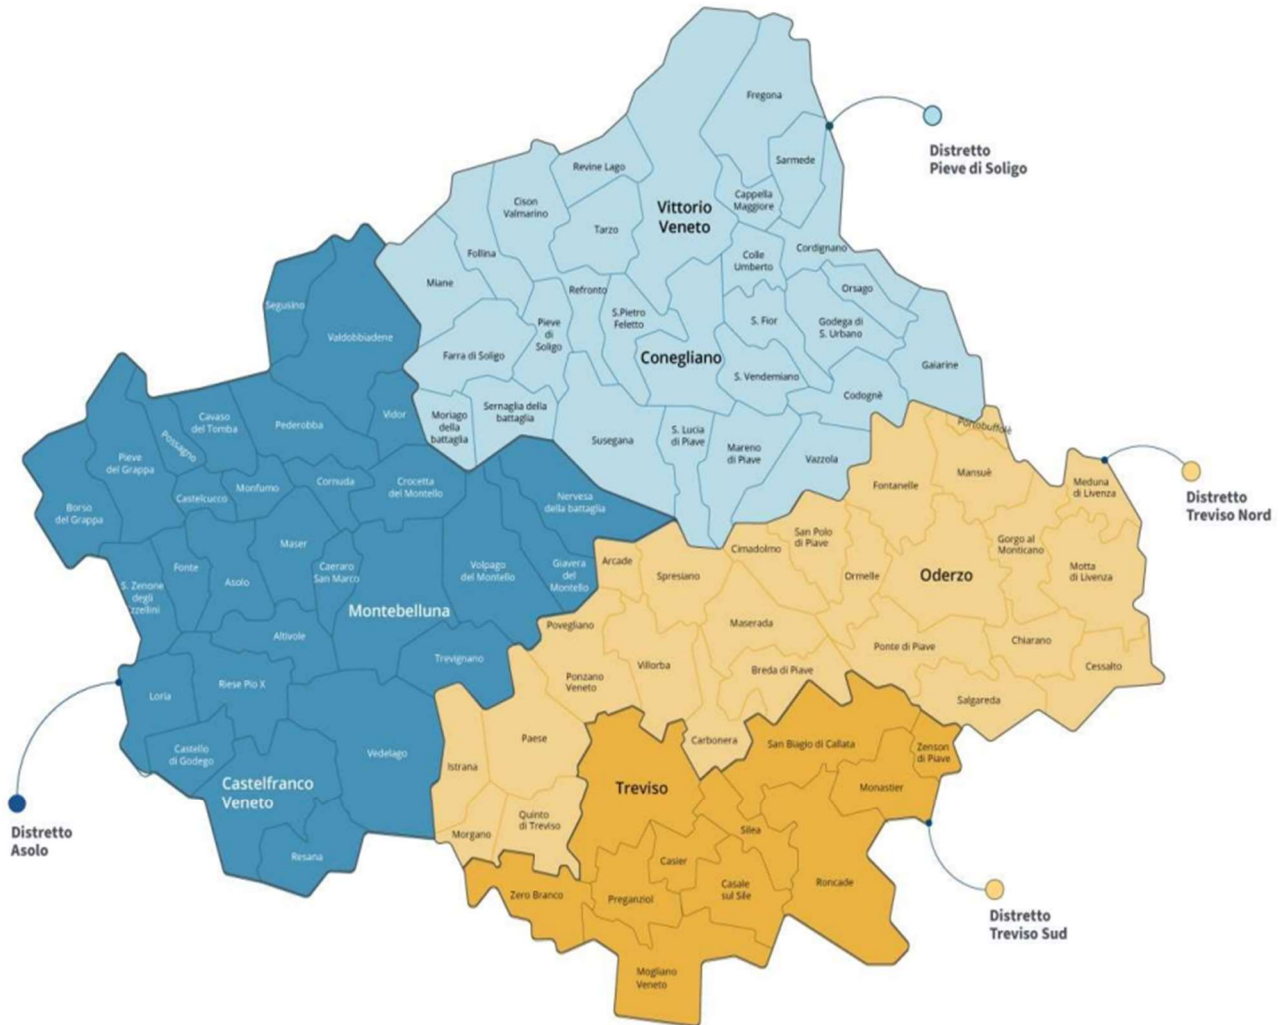 Fregona
Distretto
Pieve di Soligo
Sarmede
Revine Lago
Cison
Valmarino
Cappella
Maggiore
Vittorio
Veneto
Tarzo
Cordignano
Follina
Colle
Umberto
Miane
Refronto
Orsago
Segusino
S.Pietro
Feletto
S. Fior
Godega di
S. Urbano
Pieve
di
Soligo
Valdobbiadene
Farra di Soligo
Conegliano
Gaiarine
S. Vendemiano
Codognè
Vidor
Moriago
della
battaglia
Sernaglia della
battaglia
Cavaso
del Tomba
Pederobba
Possagno
Susegana
S. Lucia
di Piave
Mareno
di Piave
Vazzola
Portobuffolè
Pieve
del Grappa
Mansuè
Fontanelle
Meduna
di Livenza
Distretto
Treviso Nord
Castelcucco
Monfumo
Cornuda
Crocetta
del Montello
Nervesa
della battaglia
Borso
del Grappa
Maser
Cimadolmo
San Polo
di Piave
Gorgo al
Monticano
Fonte
Asolo
Caeraro
San Marco
Volpago
del Montello
Giavera
del
Montello
Arcade
Spresiano
Ormelle
Oderzo
Motta
di Livenza
S. Zenone
degli
zzellini
Montebelluna
Povegliano
Maserada
Altivole
Ponte di Piave
Chiarano
Trevignano
Villorba
Breda di Piave
Cessalto
Loria
Riese Pio X
Ponzano
Veneto
Salgareda
Castello
di Godego
Vedelago
Paese
Carbonera
San Biagio di Callata
Zenson
di Piave
Istrana
Castelfranco
Veneto
Treviso
Monastier
Distretto
Asolo
Morgano
Quinto
di Treviso
Silea
Resana
Casier
Zero Branco
Preganziol
Casale
sul Sile
Roncade
Distretto
Treviso Sud
Mogliano
Veneto